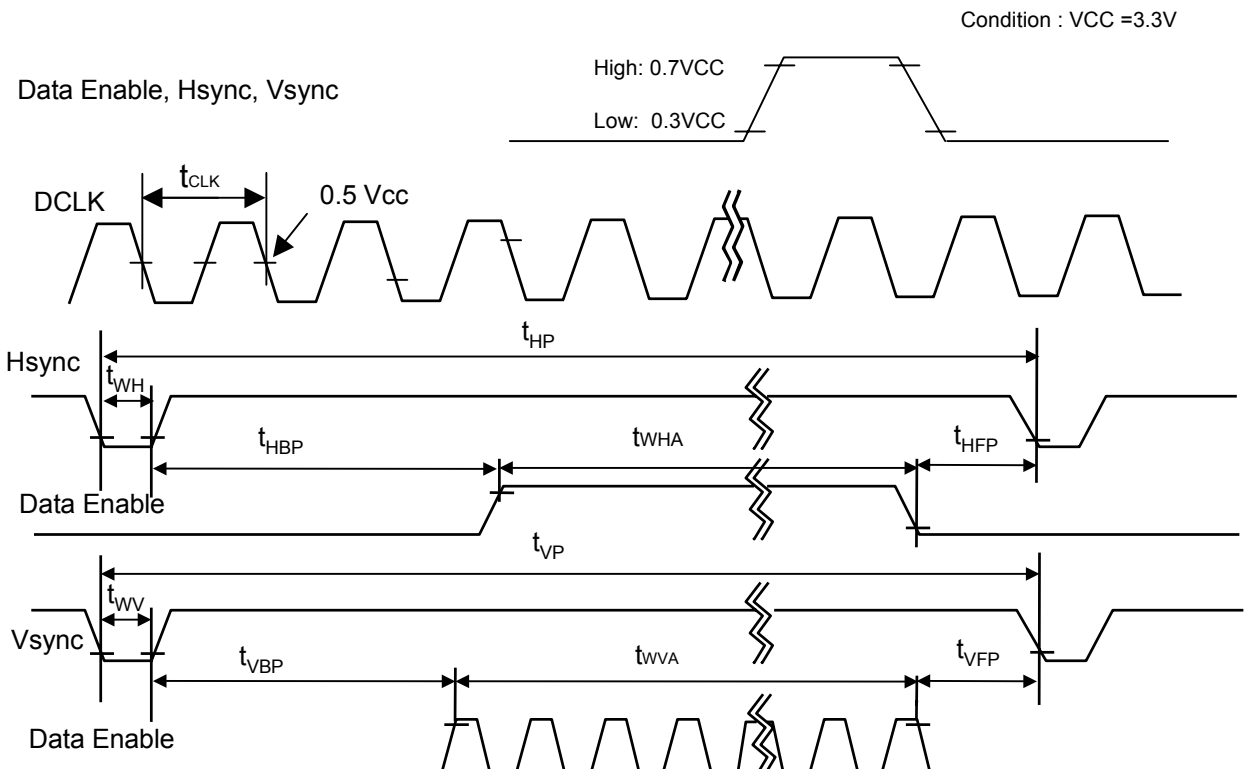 Condition : VCC =3.3V
High: 0.7VCC
Data Enable, Hsync, Vsync
Low: 0.3VCC
tCLK
0.5 Vcc
DCLK
tHP
Hsync
tWH
tHBP
tWHA
tHFP
Data Enable
tVP
tWV
Vsync
tVBP
tWVA
tVFP
Data Enable